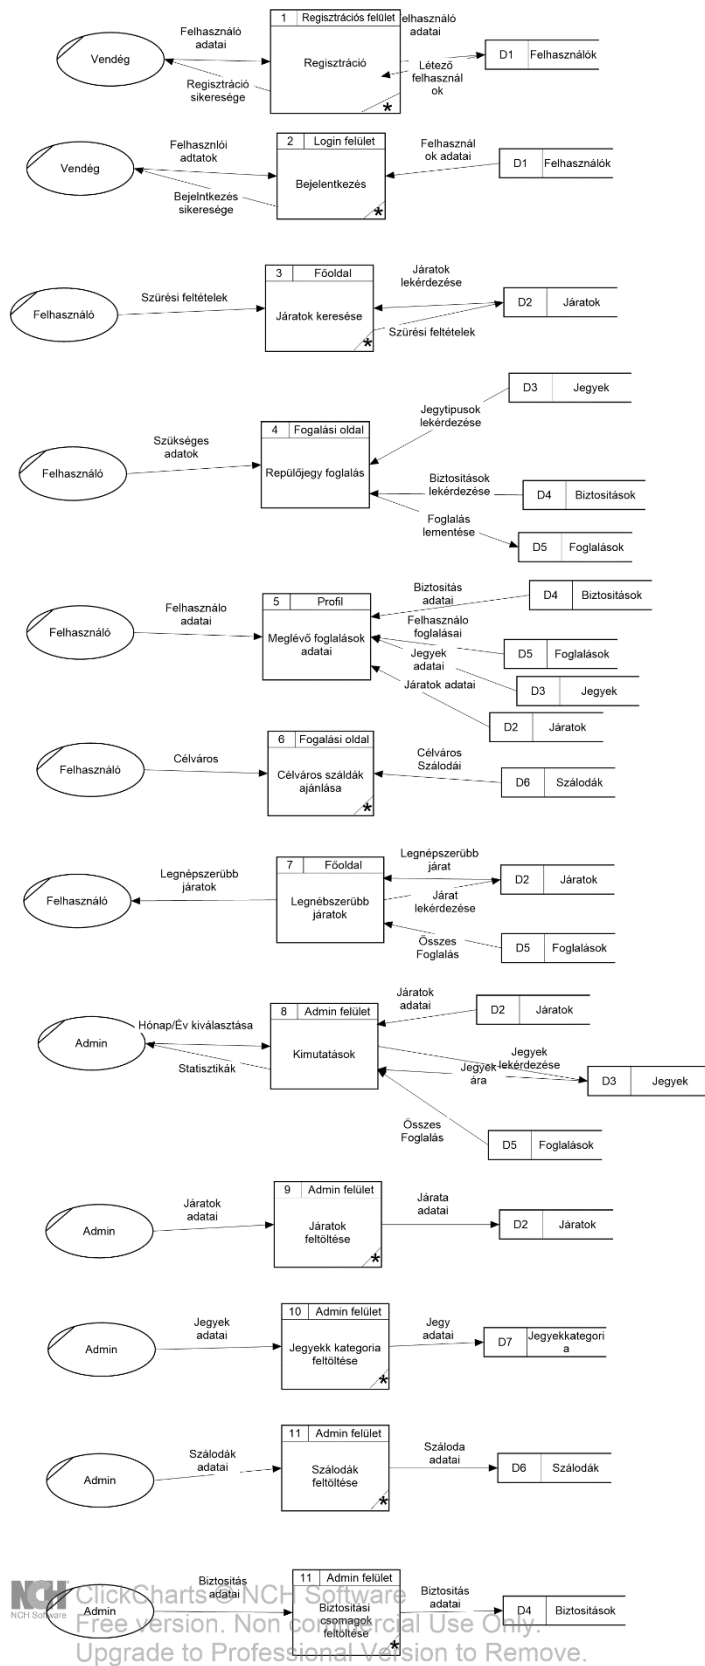 1 Regisztrációs felület
elhasználó
adatai
Felhasználó
adatai
Vendég
Regisztráció
Regisztráció
sikeresége
Létező
felhasznál
ok
D1 Felhasználók
*
2 Login felület
Felhasznlói
adtatok
Vendég
Bejelentkezés
Bejelntkezés
sikeresége
Felhasznál
ok adatai
D1 Felhasználók
*
3 Főoldal
Szürési feltételek
Felhasználó
Járatok keresése
Járatok
lekérdezése
Szürési feltételek
D2 Járatok
*
4 Fogalási oldal
Szükséges
adatok
Felhasználó
Repülőjegy foglalás
Jegytipusok
lekérdezése
D3 Jegyek
Biztositások
lekérdezése
D4 Biztositások
Foglalás
lementése
D5 Foglalások
5 Profil
Felhasználo
adatai
Felhasználó
Meglévő foglalások
adatai
Biztositás
adatai
D4 Biztositások
Felhasználo
foglalásai
D5 Foglalások
Jegyek
adatai
D3 Jegyek
Járatok adatai
D2 Járatok
6 Fogalási oldal
Célváros
Felhasználó
Célváros száldák
ajánlása
Célváros
Szálodái
D6 Szálodák
*
7 Főoldal
Legnépszerübb
járatok
Felhasználó
Legnébszerübb
járatok
Legnépszerübb
járat
D2 Járatok
Járat
lekérdezése
Összes
Foglalás
D5 Foglalások
8 Admin felület
Hónap/Év kiválasztása
Admin
Statisztikák
Kimutatások
Járatok
adatai
D2 Járatok
Jegyek
lekérdezése
Jegyek
ára
D3 Jegyek
Összes
Foglalás
D5 Foglalások
9 Admin felület
Járatok
adatai
Admin
Járatok
feltöltése
Járata
adatai
D2 Járatok
*
10 Admin felület
Jegyek
adatai
Admin
Jegyekk kategoria
feltöltése
Jegy
adatai
D7 Jegyekkategori
a
*
11 Admin felület
Szálodák
adatai
Admin
Szálodák
feltöltése
Száloda
adatai
D6 Szálodák
*
11 Admin felület
Biztositás
adatai
Admin
Biztositási
csomagok
feltöltése
Biztositás
adatai
D4 Biztositások
*
NCH
NCH Software
ClickCharts © NCH Software
Free version. Non commercial Use Only.
Upgrade to Professional Version to Remove.